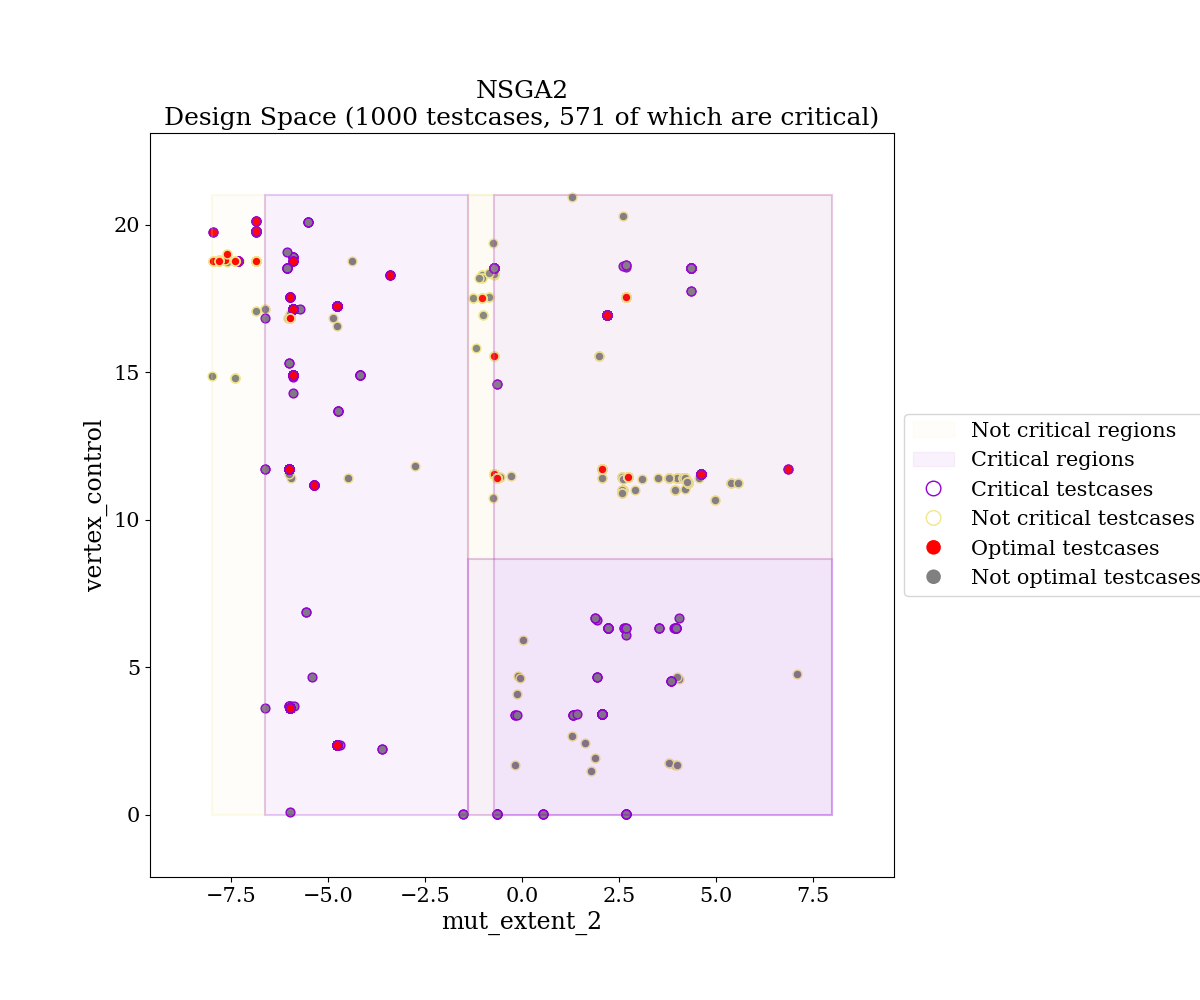 NSGA2
Design Space (1000 testcases, 571 of which are critical)
20
15
10
5
0
vertex_control
−7.5 −5.0 −2.5 0.0 2.5 5.0 7.5
mut_extent_2
Not critical regions
Critical regions
Critical testcases
Not critical testcases
Optimal testcases
Not optimal testcases